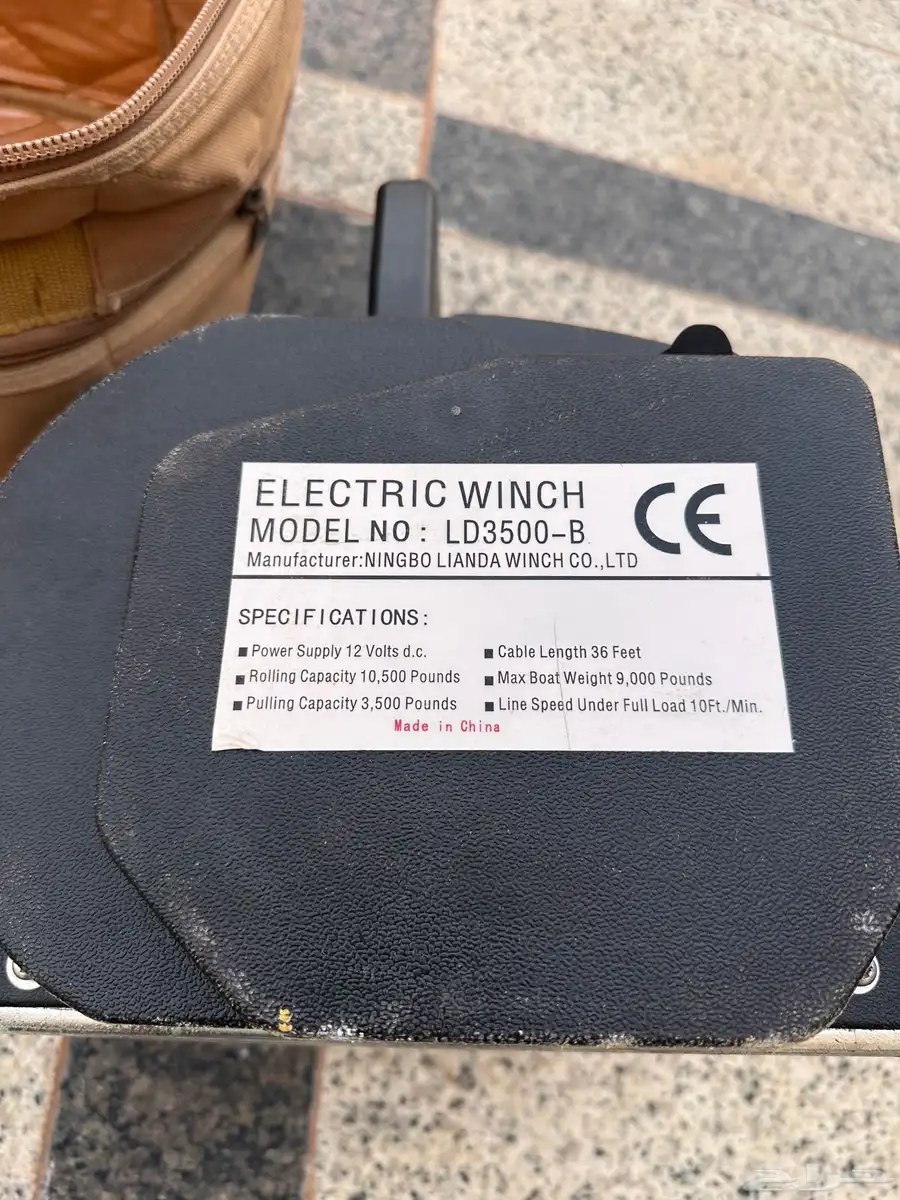 ELECTRIC WINCH
MODEL NO: LD3500-B
CE
Manufacturer:NINGBO LIANDA WINCH CO.,LTD
SPECIFICATIONS:
■ Power Supply 12 Volts d.c.
■ Rolling Capacity 10,500 Pounds
■ Pulling Capacity 3,500 Pounds
■ Cable Length 36 Feet
■ Max Boat Weight 9,000 Pounds
■ Line Speed Under Full Load 10Ft./Min.
Made in China
حراج